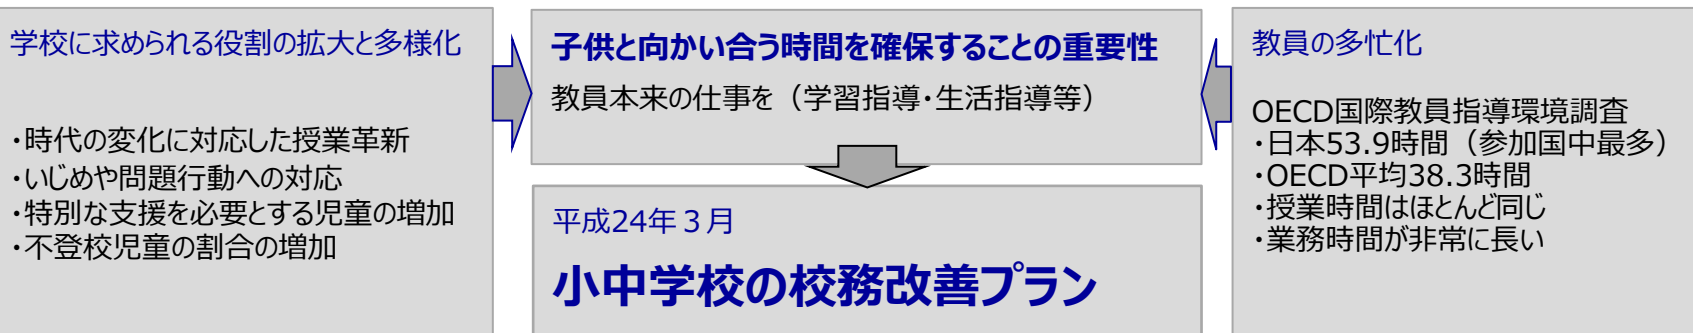 学校に求められる役割の拡大と多様化
・時代の変化に対応した授業革新
・いじめや問題行動への対応
・特別な支援を必要とする児童の増加
・不登校児童の割合の増加
子供と向かい合う時間を確保することの重要性
教員本来の仕事を（学習指導・生活指導等）
平成24年３月
小中学校の校務改善プラン
教員の多忙化
OECD国際教員指導環境調査
・日本53.9時間（参加国中最多）
・OECD平均38.3時間
・授業時間はほとんど同じ
・業務時間が非常に長い